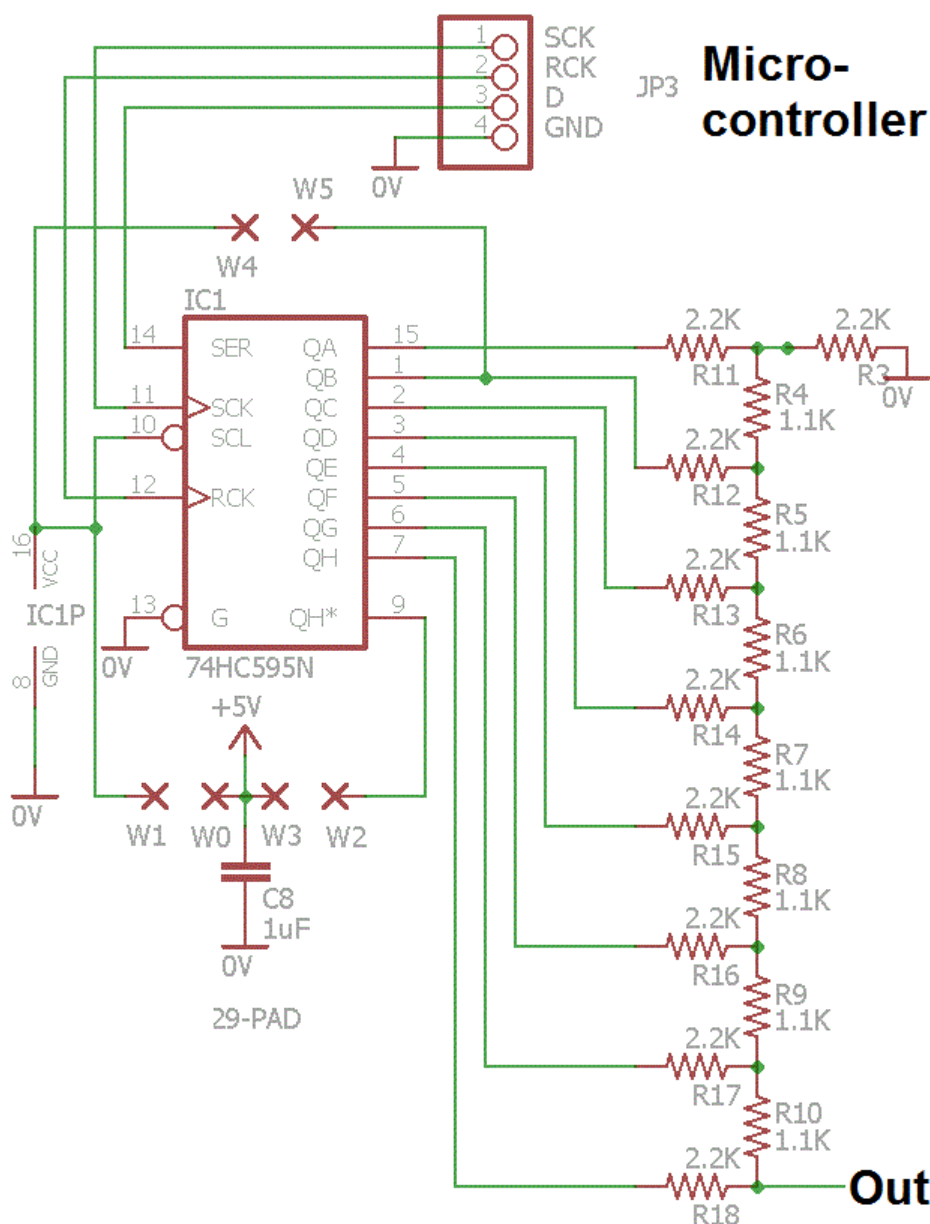 1
SCK
2
RCK
3
D
4
GND
JP3
Micro-
controller
0V
W5
W4
IC1
14
SER
QA
15
QB
1
11
SCK
QC
2
10
SCL
QD
3
QE
4
12
RCK
QF
5
QG
6
QH
7
16
VCC
IC1P
13
G
QH*
9
0V
74HC595N
8
GND
+5V
0V
W1
W0
W3
W2
C8
1uF
0V
29-PAD
2.2K
R11
2.2K
R3
0V
R4
1.1K
2.2K
R12
R5
1.1K
2.2K
R13
R6
1.1K
2.2K
R14
R7
1.1K
2.2K
R15
R8
1.1K
2.2K
R16
R9
1.1K
2.2K
R17
R10
1.1K
2.2K
R18
Out